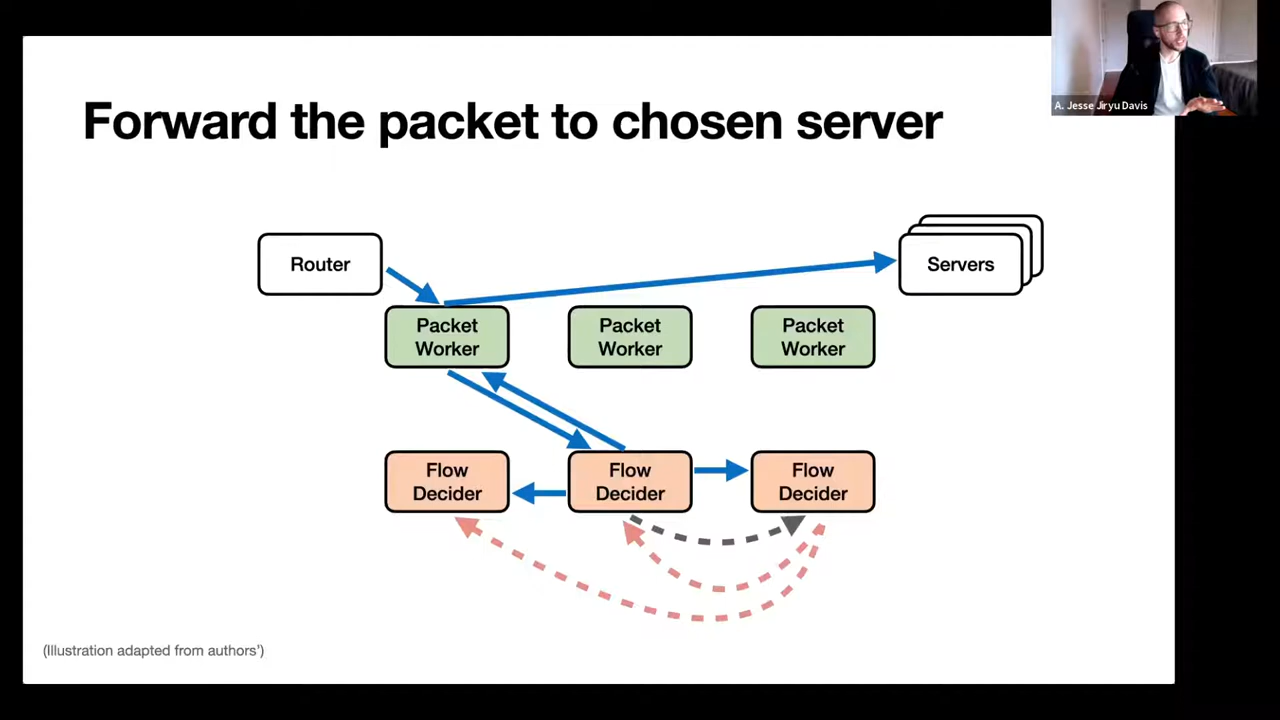 A. Jesse Jiryu Davis
Forward the packet to chosen server
Router
Servers
Packet
Worker
Packet
Worker
Packet
Worker
Flow
Decider
Flow
Decider
Flow
Decider
(Illustration adapted from authors')